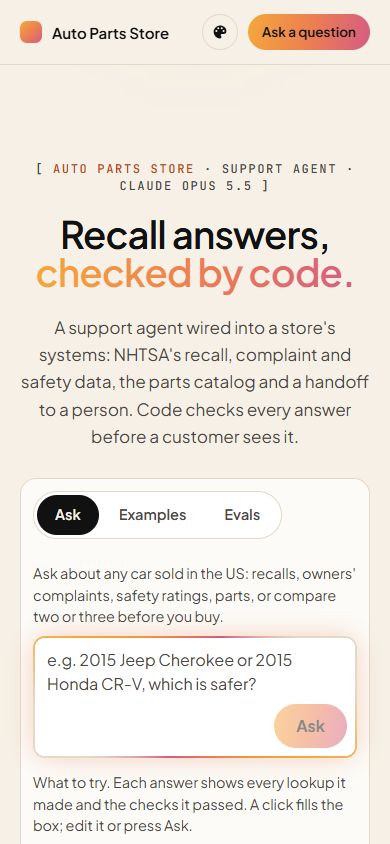 Auto Parts Store
Ask a question
[ AUTO PARTS STORE · SUPPORT AGENT ·
CLAUDE OPUS 5.5 ]
Recall answers,
checked by code.
A support agent wired into a store's
systems: NHTSA's recall, complaint and
safety data, the parts catalog and a handoff
to a person. Code checks every answer
before a customer sees it.
Ask
Examples
Evals
Ask about any car sold in the US: recalls, owners'
complaints, safety ratings, parts, or compare
two or three before you buy.
e.g. 2015 Jeep Cherokee or 2015
Honda CR-V, which is safer?
Ask
What to try. Each answer shows every lookup it
made and the checks it passed. A click fills the
box; edit it or press Ask.